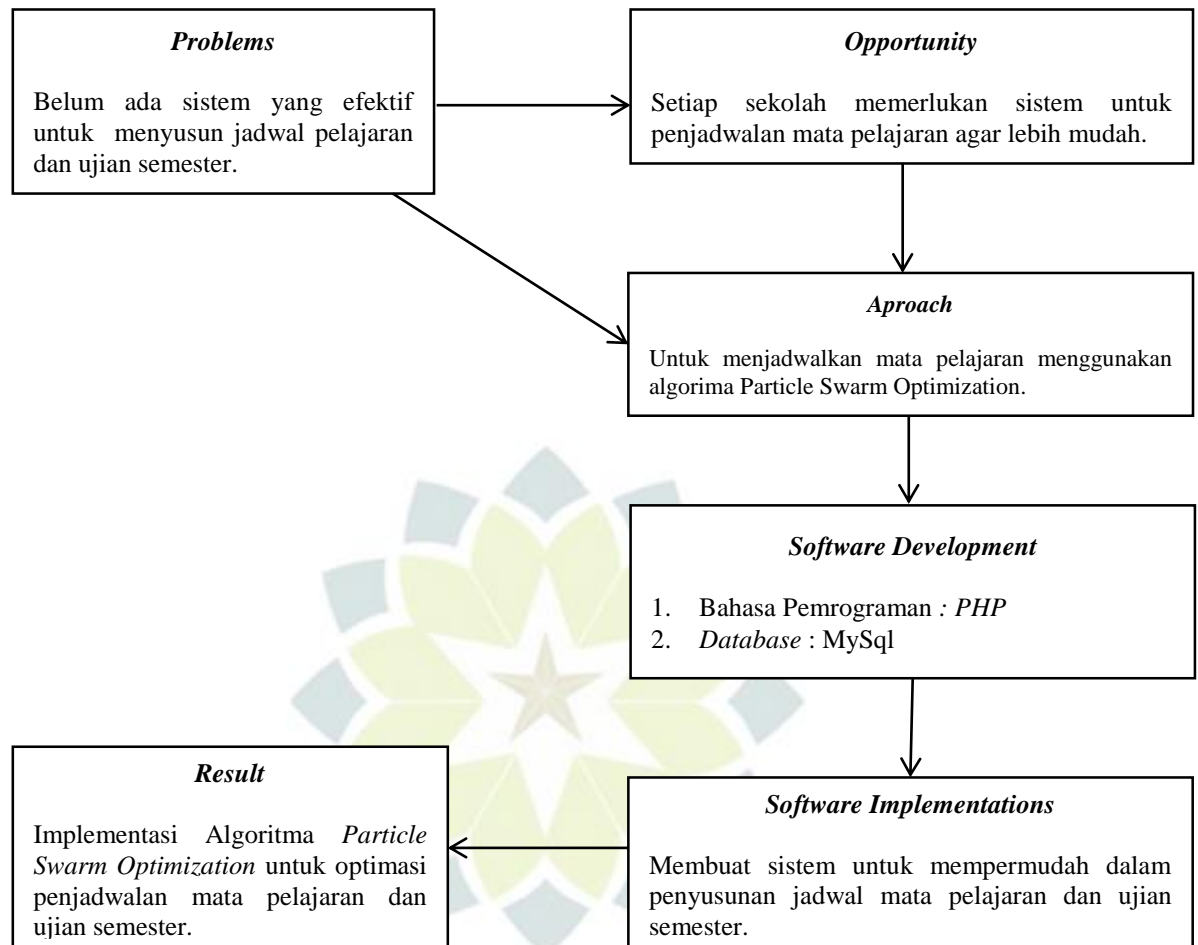 Problems
Belum ada sistem yang efektif
untuk menyusun jadwal pelajaran
dan ujian semester.
Opportunity
Setiap sekolah memerlukan sistem untuk
penjadwalan mata pelajaran agar lebih mudah.
Aproach
Untuk menjadwalkan mata pelajaran menggunakan
algorima Particle Swarm Optimization.
Software Development
1. Bahasa Pemrograman : PHP
2. Database : MySql
Software Implementations
Membuat sistem untuk mempermudah dalam
penyusunan jadwal mata pelajaran dan ujian
semester.
Result
Implementasi Algoritma Particle
Swarm Optimization untuk optimasi
penjadwalan mata pelajaran dan
ujian semester.